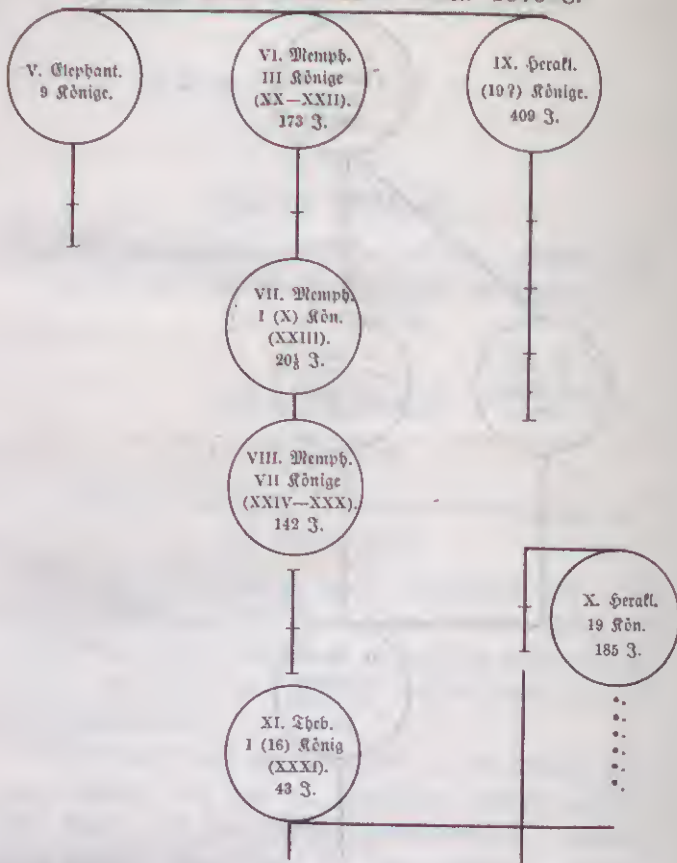 V. Elephant.
9 Könige.
VI. Memph.
III Könige
(XX—XXII).
173 J.
IX. Herakl.
(19?) Könige.
409 J.
VII. Memph.
I (X) Kön.
(XXIII).
20⅓ J.
VIII. Memph.
VII Könige
(XXIV—XXX).
142 J.
X. Herakl.
19 Kön.
185 J.
XI. Theb.
I (16) König
(XXXI).
43 J.